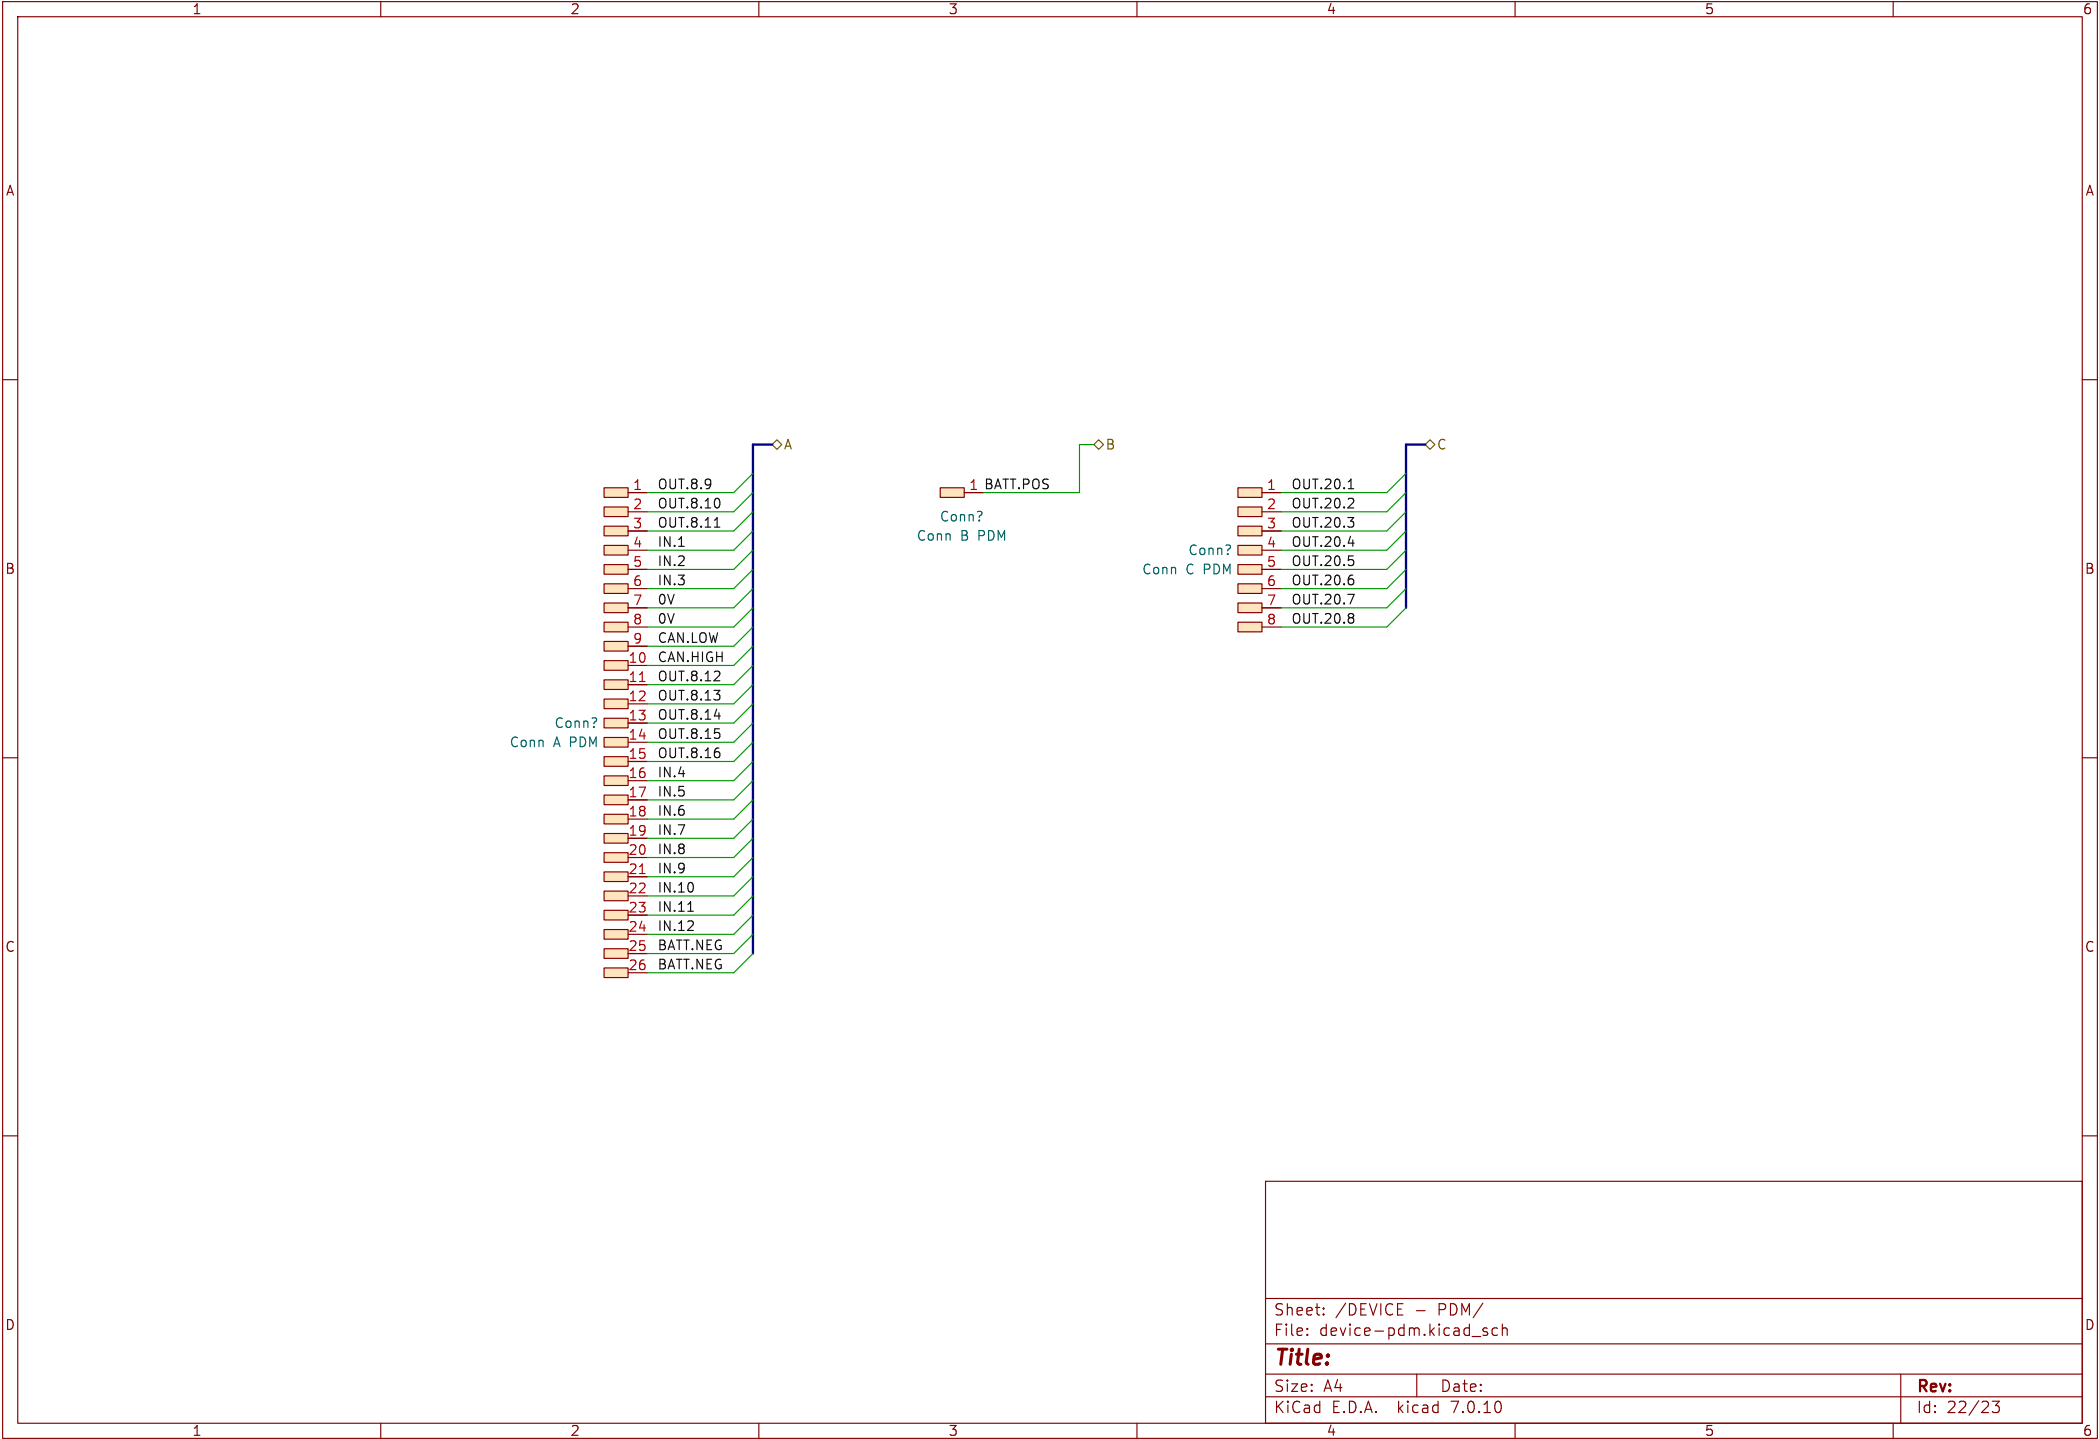 1 2 3 4 5 6
A A
A
B
C
1 OUT.8.9
2 OUT.8.10
3 OUT.8.11
4 IN.1
5 IN.2
6 IN.3
7 0V
8 0V
9 CAN.LOW
10 CAN.HIGH
11 OUT.8.12
12 OUT.8.13
13 OUT.8.14
14 OUT.8.15
15 OUT.8.16
16 IN.4
17 IN.5
18 IN.6
19 IN.7
20 IN.8
21 IN.9
22 IN.10
23 IN.11
24 IN.12
25 BATT.NEG
26 BATT.NEG
Conn?
Conn A PDM
1 BATT.POS
Conn?
Conn B PDM
1 OUT.20.1
2 OUT.20.2
3 OUT.20.3
4 OUT.20.4
5 OUT.20.5
6 OUT.20.6
7 OUT.20.7
8 OUT.20.8
Conn?
Conn C PDM
B B
C C
D D
Sheet: /DEVICE - PDM/
File: device-pdm.kicad_sch
Title:
Size: A4 Date: Rev:
KiCad E.D.A. kicad 7.0.10 Id: 22/23
1 2 3 4 5 6